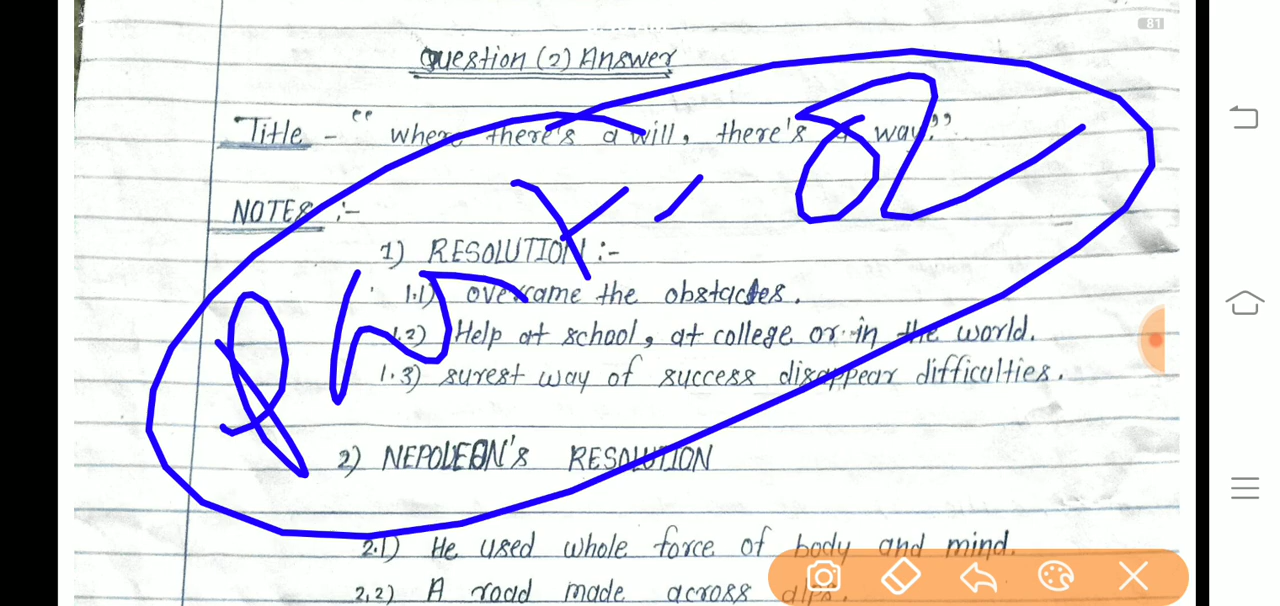 81
Question (2) Answer
Title - "where there's a will, there's a way."
NOTES :-
1) RESOLUTION :-
1.1) overcame the obstacles.
1.2) Help at school, at college or in the world.
1.3) surest way of success disappear difficulties.
2) NEPOLEON's RESOLUTION
2.1) He used whole force of body and mind.
2.2) A road made across alps.